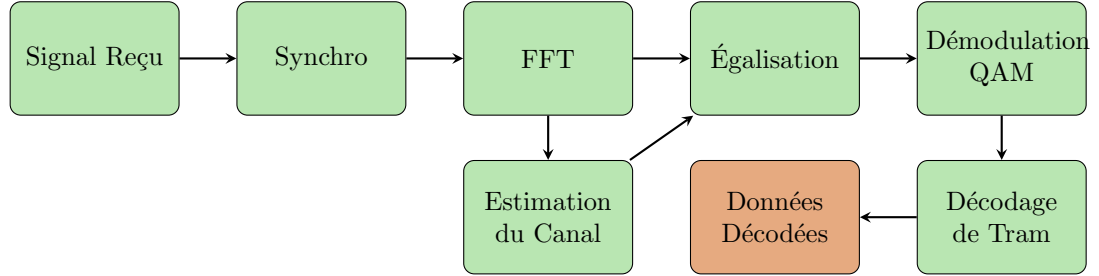 Signal Reçu
Synchro
FFT
Égalisation
Démodulation
QAM
Estimation
du Canal
Données
Décodées
Décodage
de Tram